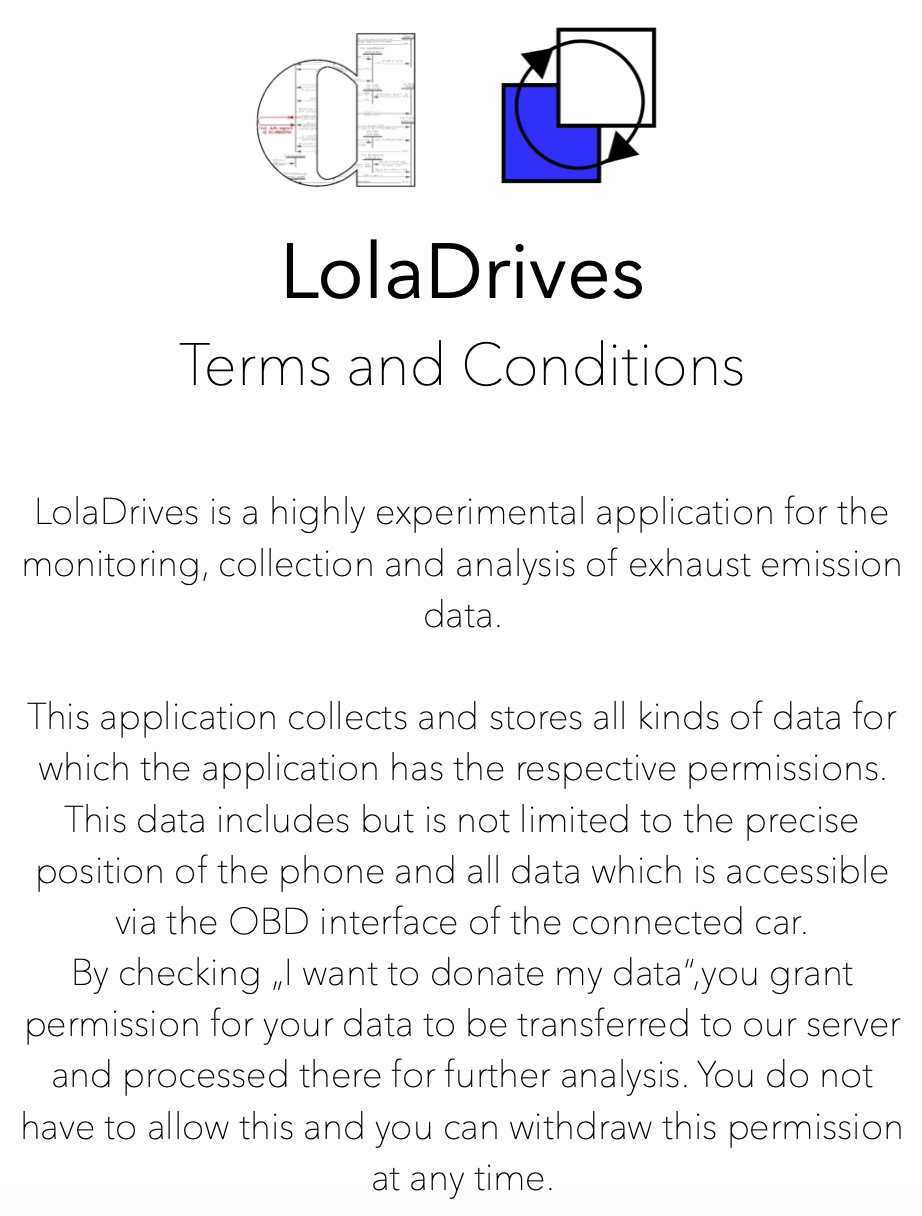 LolaDrives
Terms and Conditions
LolaDrives is a highly experimental application for the
monitoring, collection and analysis of exhaust emission
data.
This application collects and stores all kinds of data for
which the application has the respective permissions.
This data includes but is not limited to the precise
position of the phone and all data which is accessible
via the OBD interface of the connected car.
By checking „I want to donate my data“,you grant
permission for your data to be transferred to our server
and processed there for further analysis. You do not
have to allow this and you can withdraw this permission
at any time.